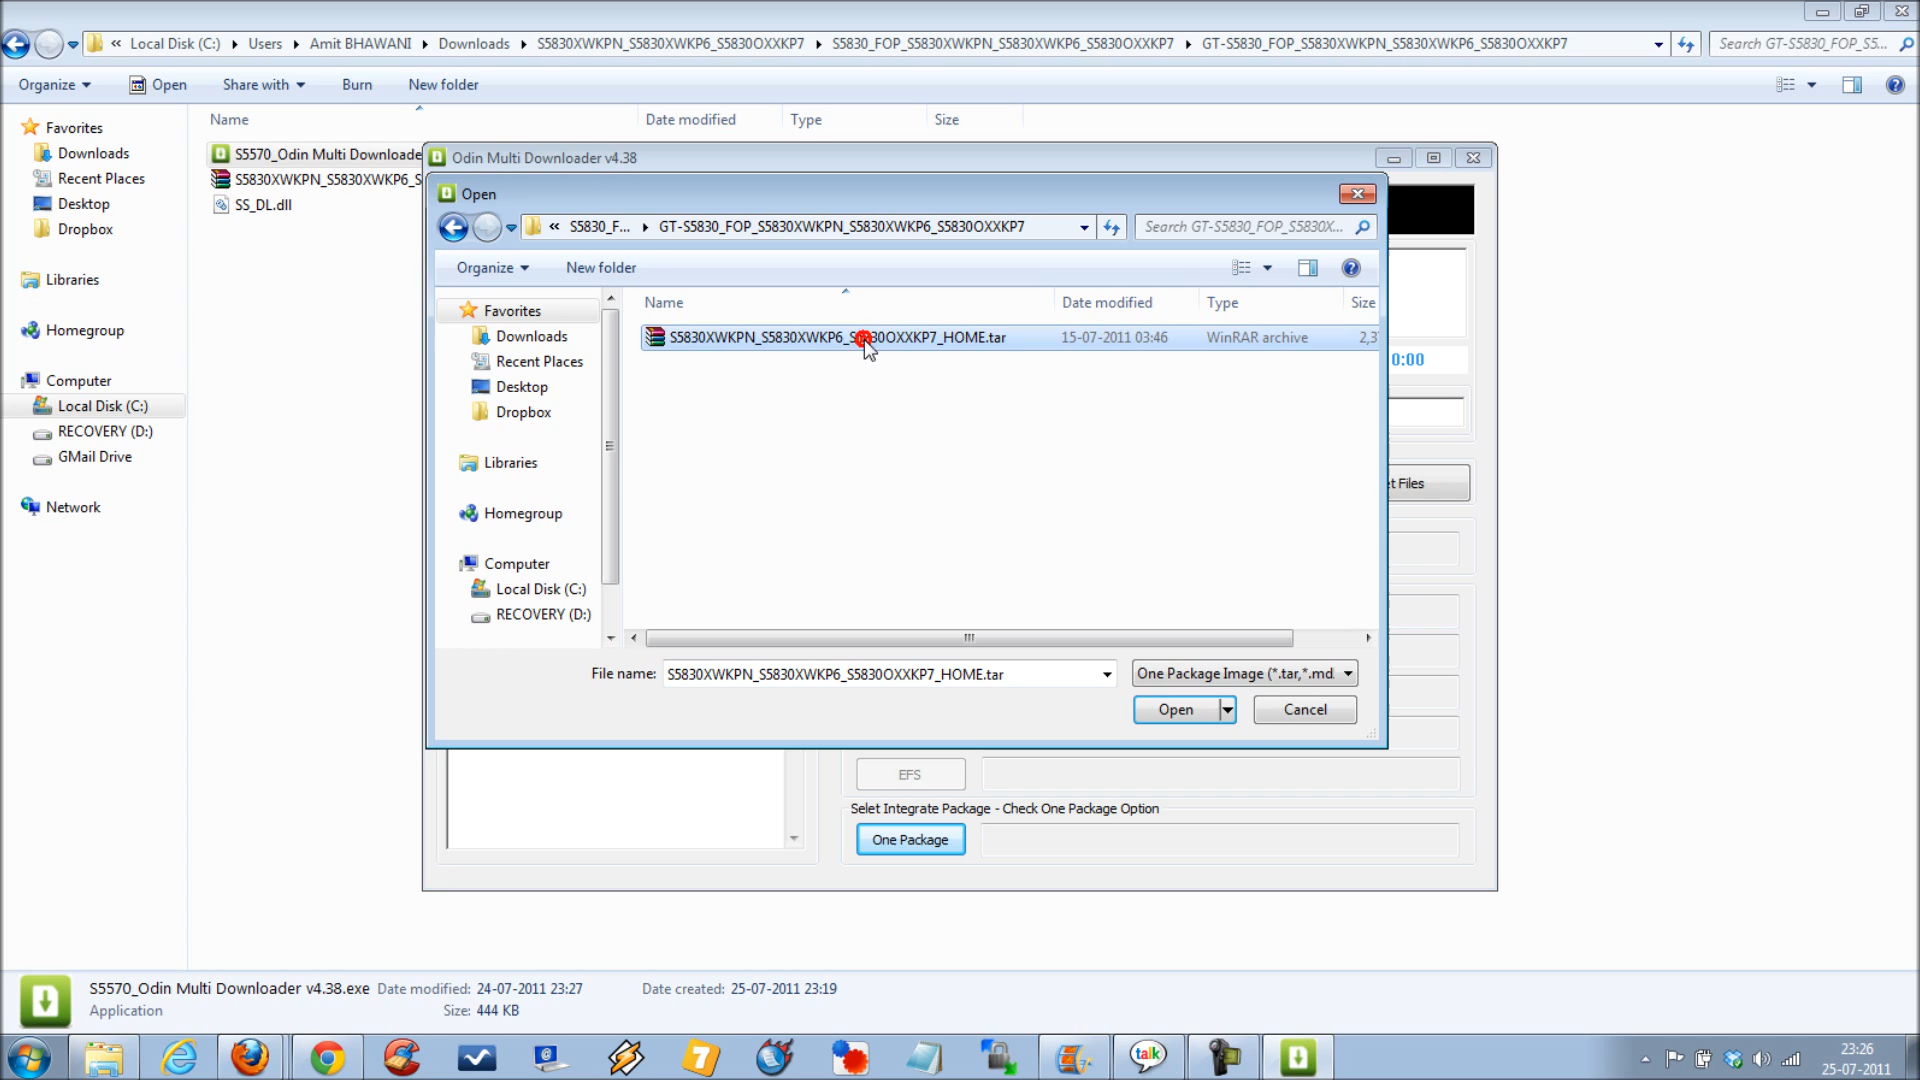 « Local Disk (C:) Users Amit BHAWANI Downloads S5830XWKPN_S5830XWKP6_S5830OXXKP7 S5830_FOP_S5830XWKPN_S5830XWKP6_S5830OXXKP7 GT-S5830_FOP_S5830XWKPN_S5830XWKP6_S5830OXXKP7 Search GT-S5830_FOP_S5...
Organize Open Share with Burn New folder
Name Date modified Type Size
Favorites
Downloads
Recent Places
Desktop
Dropbox
Libraries
Homegroup
Computer
Local Disk (C:)
RECOVERY (D:)
GMail Drive
Network
S5570_Odin Multi Downloade
S5830XWKPN_S5830XWKP6_S
SS_DL.dll
Odin Multi Downloader v4.38
Open
« S5830_F... GT-S5830_FOP_S5830XWKPN_S5830XWKP6_S5830OXXKP7 Search GT-S5830_FOP_S5830X...
Organize New folder
Name Date modified Type Size
S5830XWKPN_S5830XWKP6_S5830OXXKP7_HOME.tar 15-07-2011 03:46 WinRAR archive 2,3
Favorites
Downloads
Recent Places
Desktop
Dropbox
Libraries
Homegroup
Computer
Local Disk (C:)
RECOVERY (D:)
File name: S5830XWKPN_S5830XWKP6_S5830OXXKP7_HOME.tar One Package Image (*.tar,*.md
Open Cancel
0:00
t Files
EFS
Selet Integrate Package - Check One Package Option
One Package
S5570_Odin Multi Downloader v4.38.exe Date modified: 24-07-2011 23:27 Date created: 25-07-2011 23:19
Application Size: 444 KB
7
talk
23:26
25-07-2011